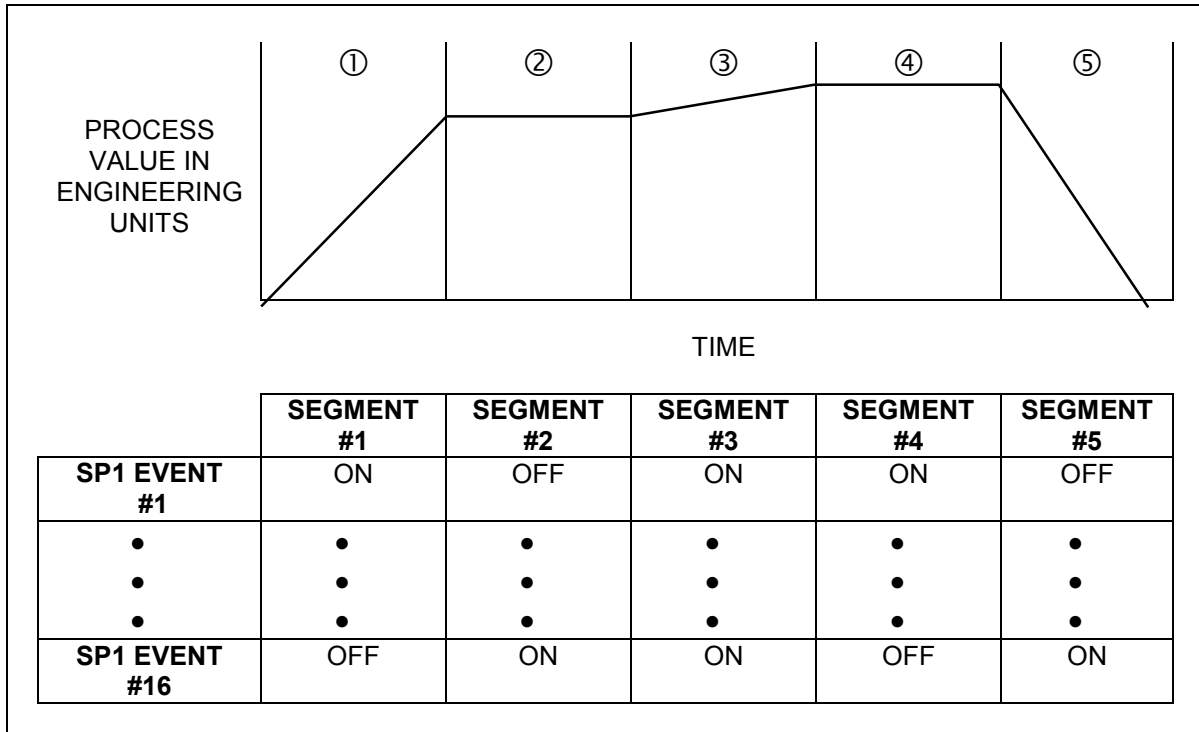 ① ② ③ ④ ⑤
PROCESS
VALUE IN
ENGINEERING
UNITS
TIME
SEGMENT #1 SEGMENT #2 SEGMENT #3 SEGMENT #4 SEGMENT #5
SP1 EVENT #1 ON OFF ON ON OFF
● ● ● ● ● ●
● ● ● ● ● ●
● ● ● ● ● ●
SP1 EVENT #16 OFF ON ON OFF ON